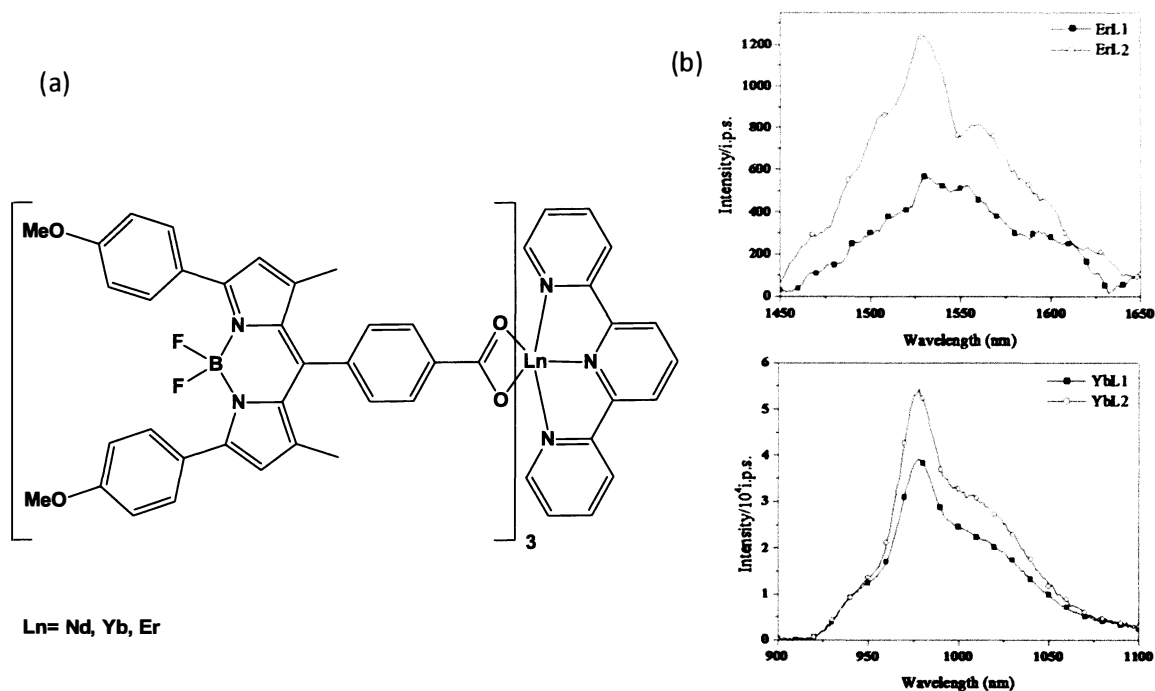 (a)
MeO
F
F
B
N
N
MeO
O
O
Ln
N
N
N
3
Ln= Nd, Yb, Er
(b)
ErL1
ErL2
Intensity/i.p.s.
1200
1000
800
600
400
200
0
1450 1500 1550 1600 1650
Wavelength (nm)
YbL1
YbL2
Intensity/10⁴i.p.s.
6
5
4
3
2
1
0
900 950 1000 1050 1100
Wavelength (nm)